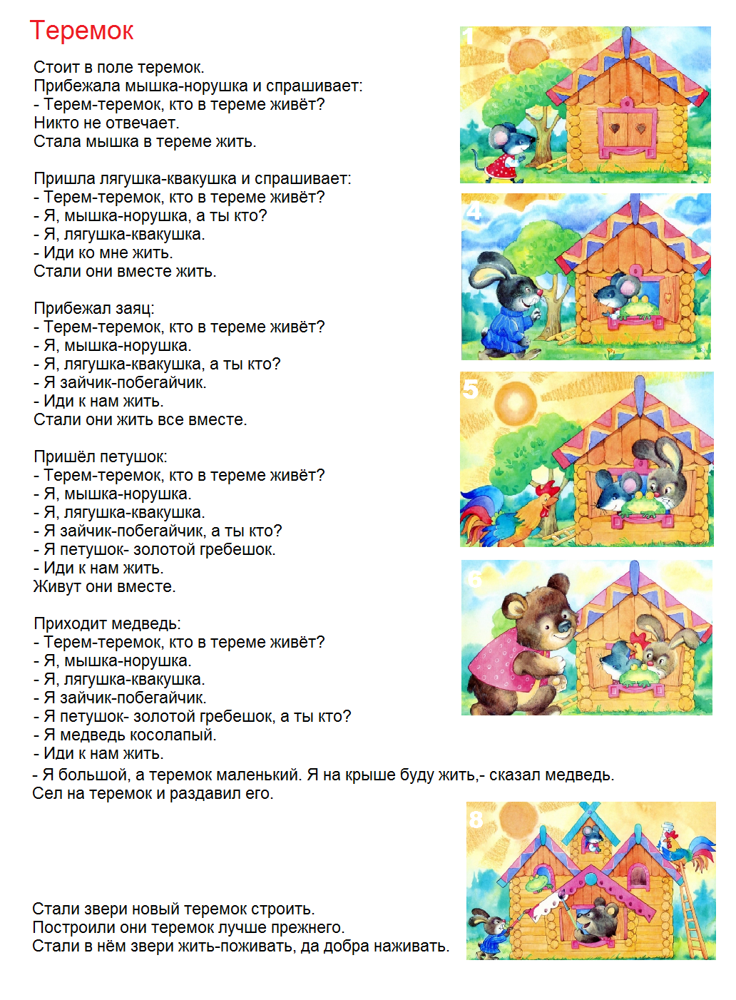 Теремок
Стоит в поле теремок.
Прибежала мышка-норушка и спрашивает:
- Терем-теремок, кто в тереме живёт?
Никто не отвечает.
Стала мышка в тереме жить.
Пришла лягушка-квакушка и спрашивает:
- Терем-теремок, кто в тереме живёт?
- Я, мышка-норушка, а ты кто?
- Я, лягушка-квакушка.
- Иди ко мне жить.
Стали они вместе жить.
Прибежал заяц:
- Терем-теремок, кто в тереме живёт?
- Я, мышка-норушка.
- Я, лягушка-квакушка, а ты кто?
- Я зайчик-побегайчик.
- Иди к нам жить.
Стали они жить все вместе.
Пришёл петушок:
- Терем-теремок, кто в тереме живёт?
- Я, мышка-норушка.
- Я, лягушка-квакушка.
- Я зайчик-побегайчик, а ты кто?
- Я петушок- золотой гребешок.
- Иди к нам жить.
Живут они вместе.
Приходит медведь:
- Терем-теремок, кто в тереме живёт?
- Я, мышка-норушка.
- Я, лягушка-квакушка.
- Я зайчик-побегайчик.
- Я петушок- золотой гребешок, а ты кто?
- Я медведь косолапый.
- Иди к нам жить.
- Я большой, а теремок маленький. Я на крыше буду жить,- сказал медведь.
Сел на теремок и раздавил его.
Стали звери новый теремок строить.
Построили они теремок лучше прежнего.
Стали в нём звери жить-поживать, да добра наживать.
1
4
5
6
8